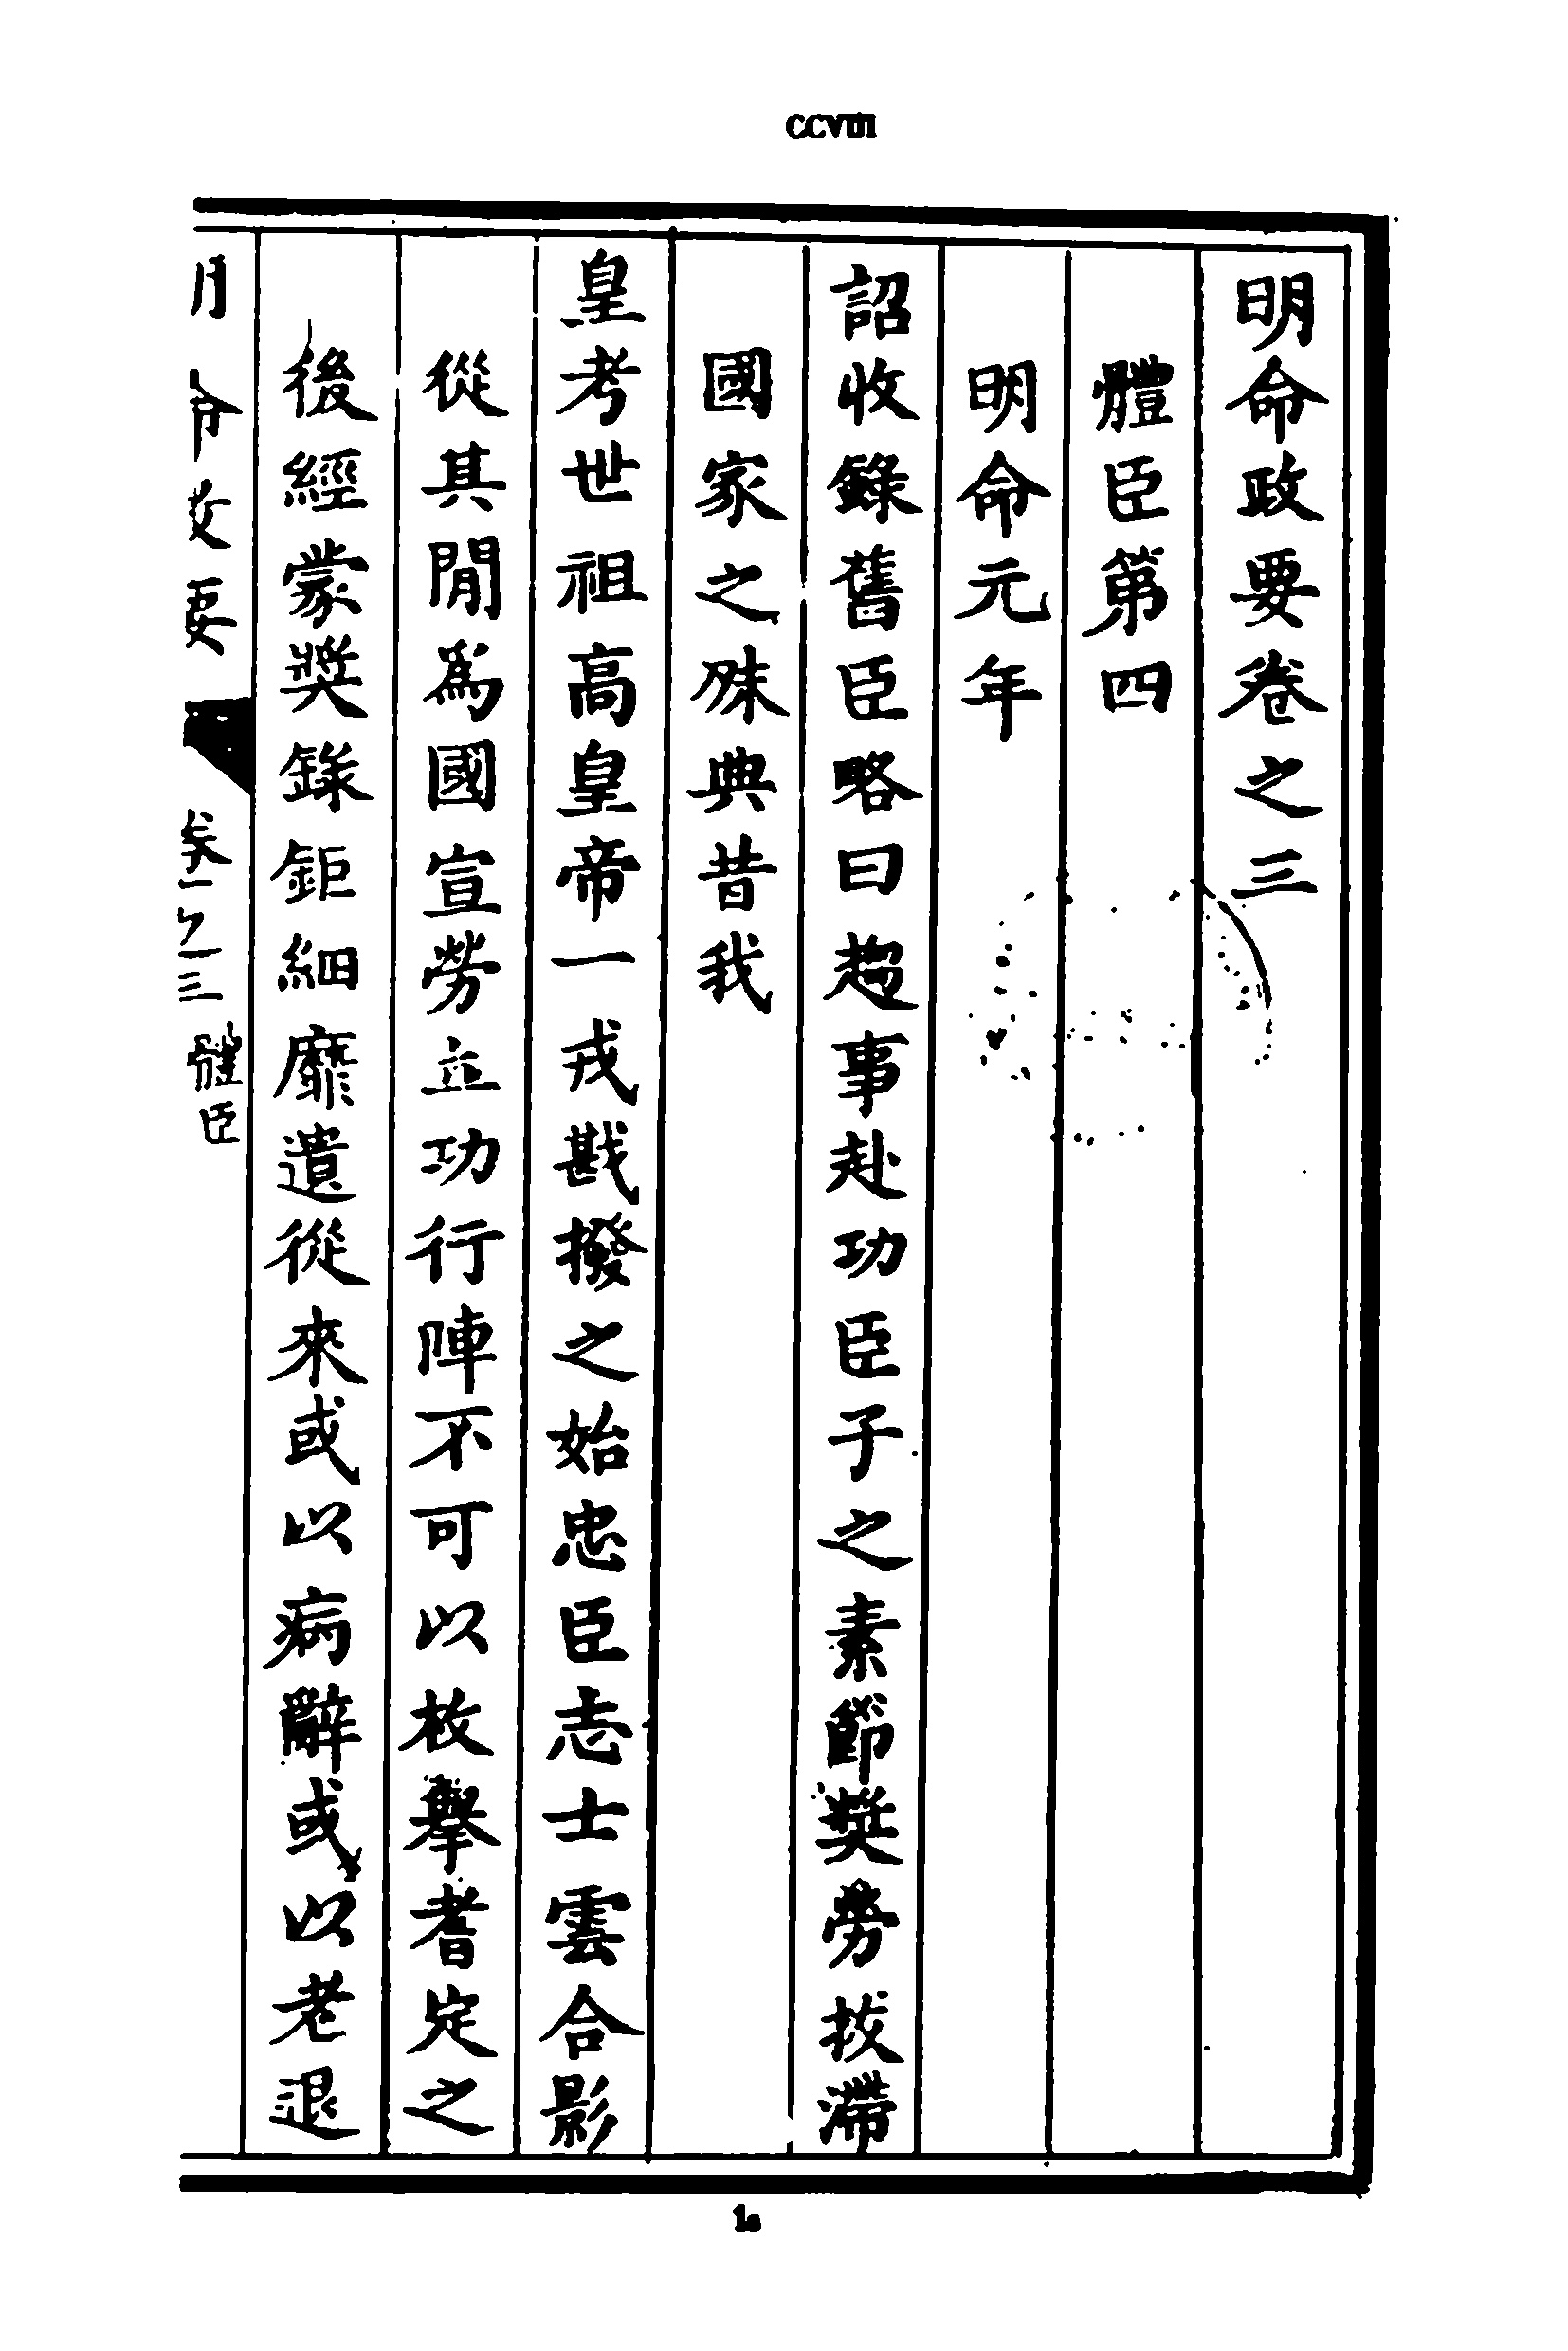 CCVIII
明命政要卷之三
體臣第四
明命元年
詔收錄舊臣略曰趨事赴功臣子之素節獎勞拔滯
國家之殊典昔我
皇考世祖高皇帝一戎戡撥之始忠臣志士雲合影
從其閒爲國宣勞立功行陣不可以枚擧耆定之
後經蒙奬錄鉅細靡遺從來或以病辭或以老退
明命政要 卷之三 體臣
1a